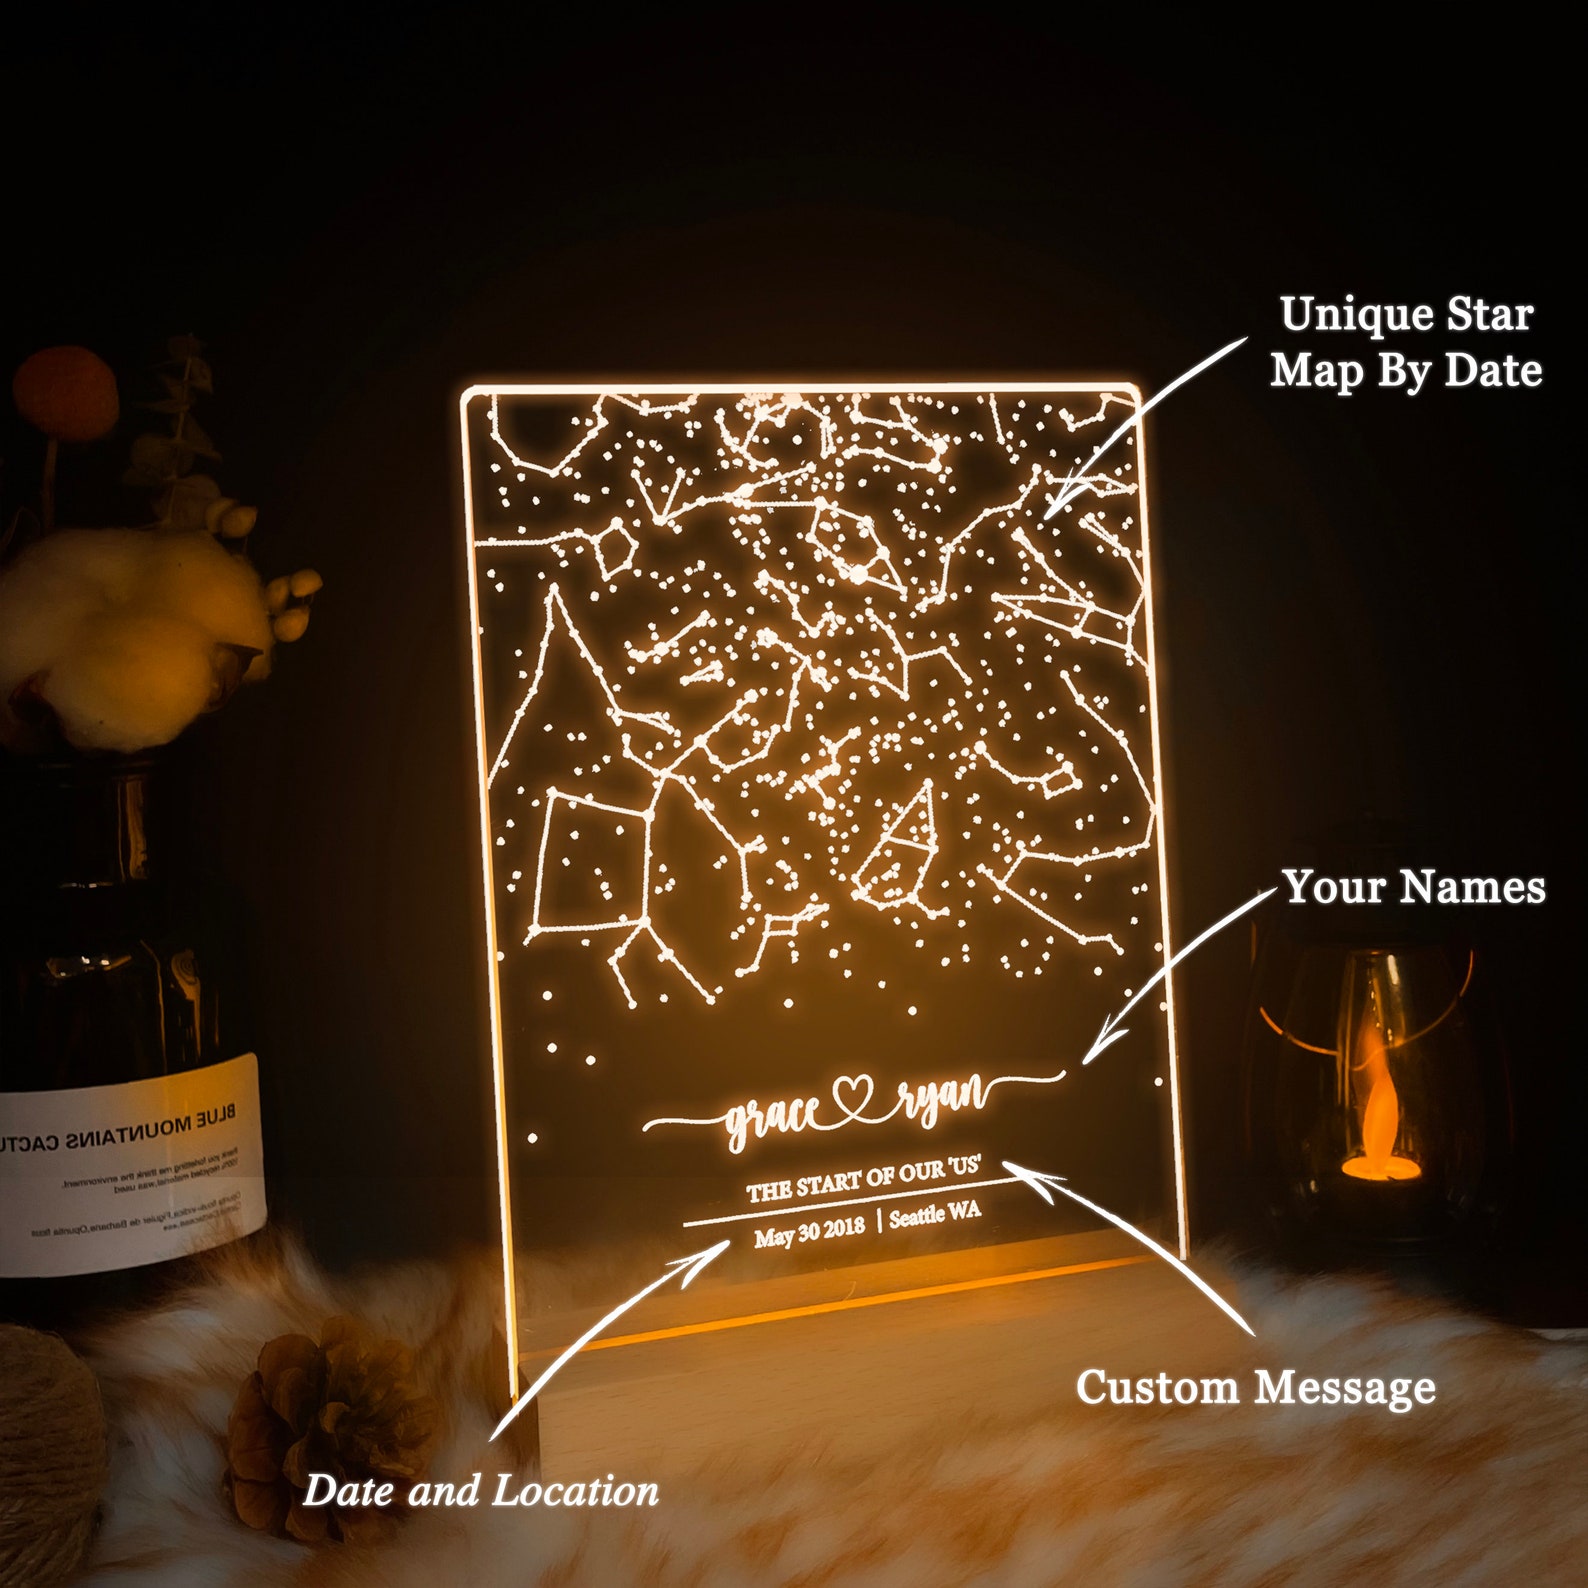 Unique Star
Map By Date
Your Names
grace ryan
THE START OF OUR 'US'
May 30 2018 | Seattle WA
Custom Message
Date and Location
BLUE MOUNTAINS CACTU